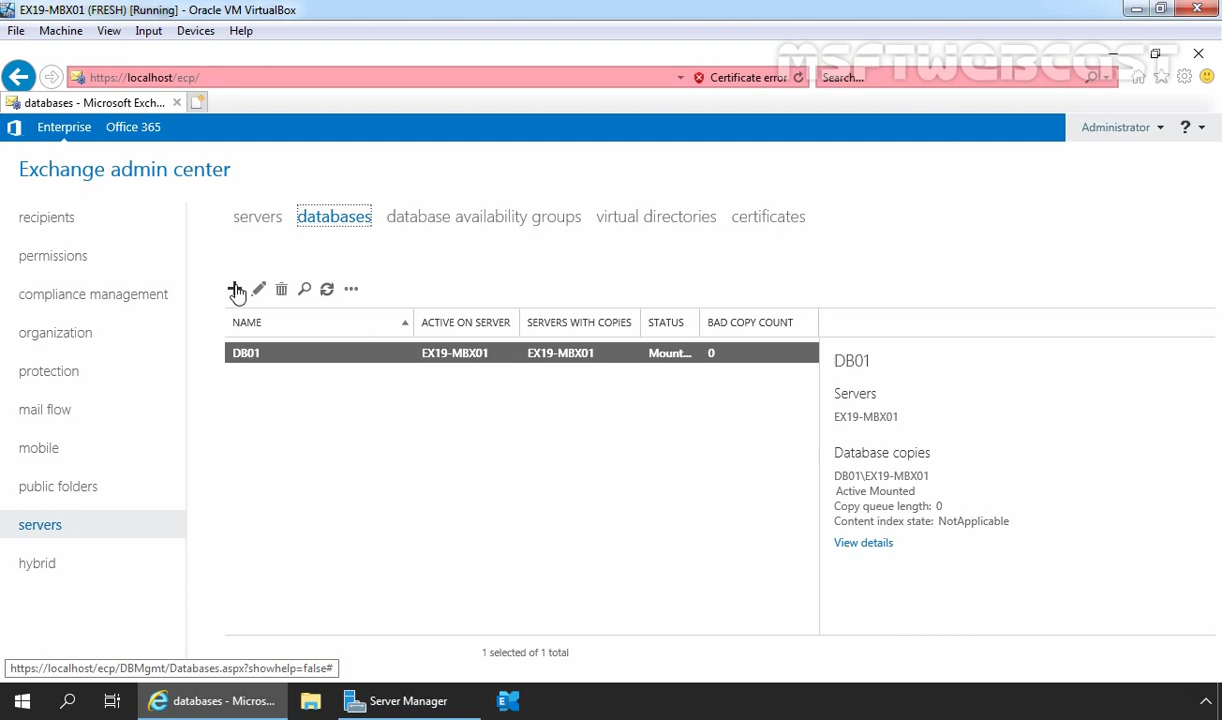 EX19-MBX01 (FRESH) [Running] - Oracle VM VirtualBox
File Machine View Input Devices Help
MSFTWEBCAST
https://localhost/ecp/ Certificate error Search...
databases - Microsoft Exch...
Enterprise Office 365 Administrator ?
Exchange admin center
recipients
permissions
compliance management
organization
protection
mail flow
mobile
public folders
servers
hybrid
servers databases database availability groups virtual directories certificates
NAME ACTIVE ON SERVER SERVERS WITH COPIES STATUS BAD COPY COUNT
DB01 EX19-MBX01 EX19-MBX01 Mount... 0
DB01
Servers
EX19-MBX01
Database copies
DB01\EX19-MBX01
Active Mounted
Copy queue length: 0
Content index state: NotApplicable
View details
1 selected of 1 total
https://localhost/ecp/DBMgmt/Databases.aspx?showhelp=false#
databases - Micros... Server Manager